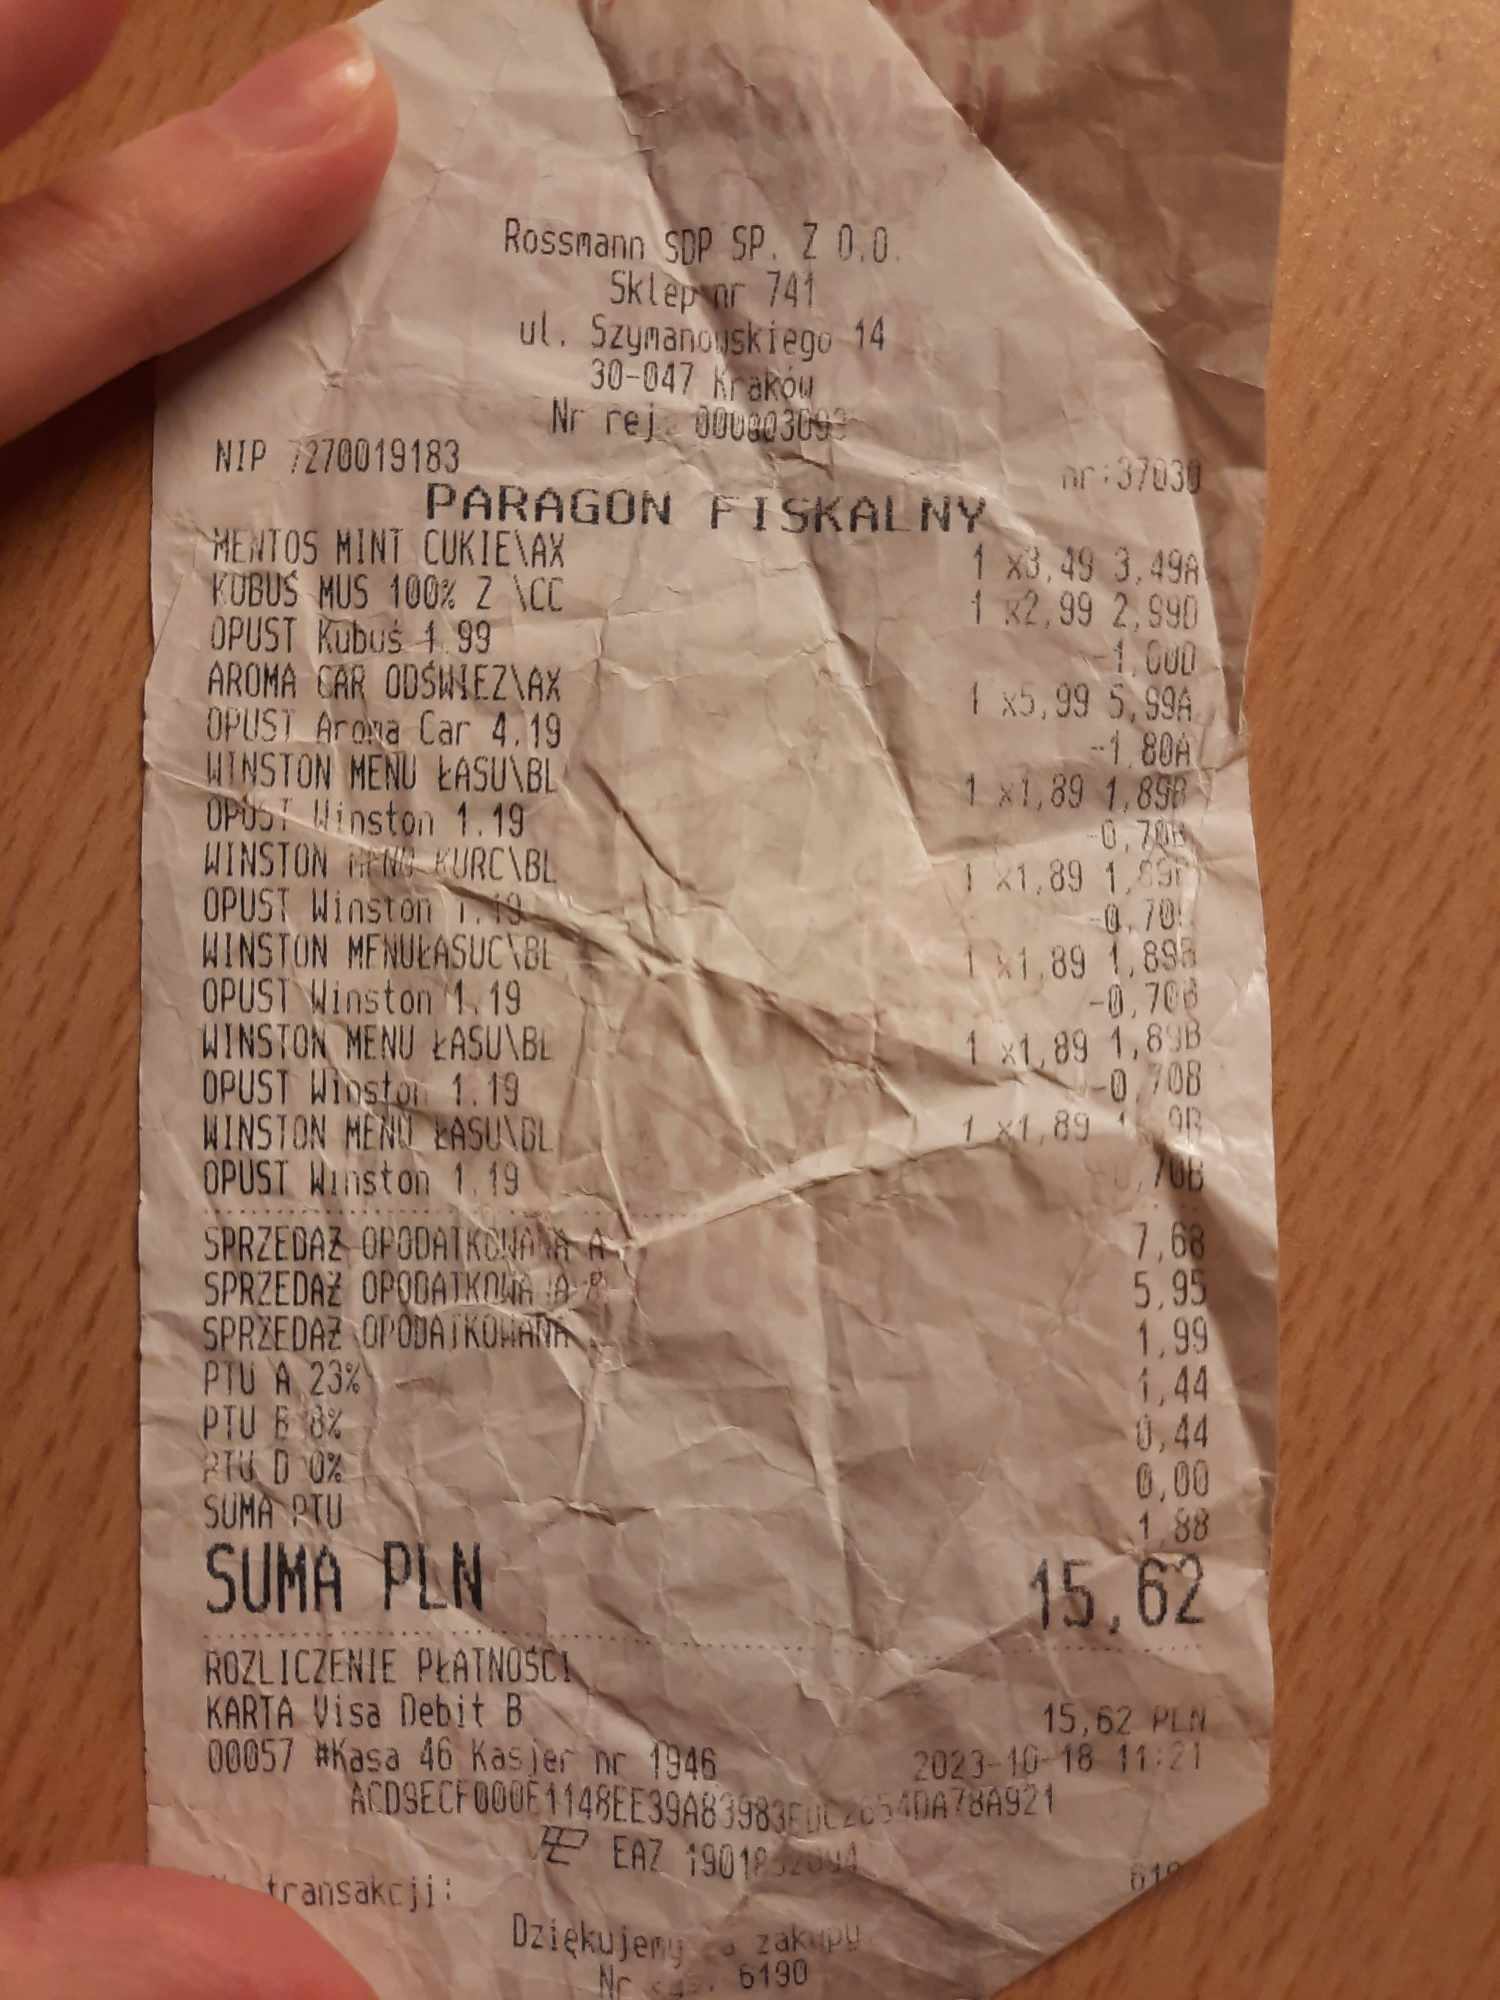 Rossmann SDP SP. Z O.O.
Sklep nr 741
ul. Szymanowskiego 14
30-047 Kraków
Nr rej.
NIP 7270019183 nr:37030
PARAGON FISKALNY
MENTOS MINT CUKIE\AX 1 x3,49 3,49A
KUBUŚ MUS 100% Z \CC 1 x2,99 2,99D
OPUST Kubuś 1.99 -1,00D
AROMA CAR ODŚWIEZ\AX 1 x5,99 5,99A
OPUST Aroma Car 4.19 -1,80A
WINSTON MENU ŁASU\BL 1 x1,89 1,89B
OPUST Winston 1.19 -0,70B
WINSTON MENU KURC\BL 1 x1,89 1,89B
OPUST Winston 1.19 -0,70B
WINSTON MENUŁASUC\BL 1 x1,89 1,89B
OPUST Winston 1.19 -0,70B
WINSTON MENU ŁASU\BL 1 x1,89 1,89B
OPUST Winston 1.19 -0,70B
WINSTON MENU ŁASU\BL 1 x1,89 1,89B
OPUST Winston 1.19 -0,70B
SPRZEDAŻ OPODATKOWANA A 7,68
SPRZEDAŻ OPODATKOWANA B 5,95
SPRZEDAŻ OPODATKOWANA 1,99
PTU A 23% 1,44
PTU B 8% 0,44
PTU D 0% 0,00
SUMA PTU 1,88
SUMA PLN 15,62
ROZLICZENIE PŁATNOŚCI
KARTA Visa Debit B 15,62 PLN
00057 #Kasa 46 Kasjer nr 1946 2023-10-18 11:21
EAZ
transakcji:
Dziękujemy za zakupy
Nr 6190